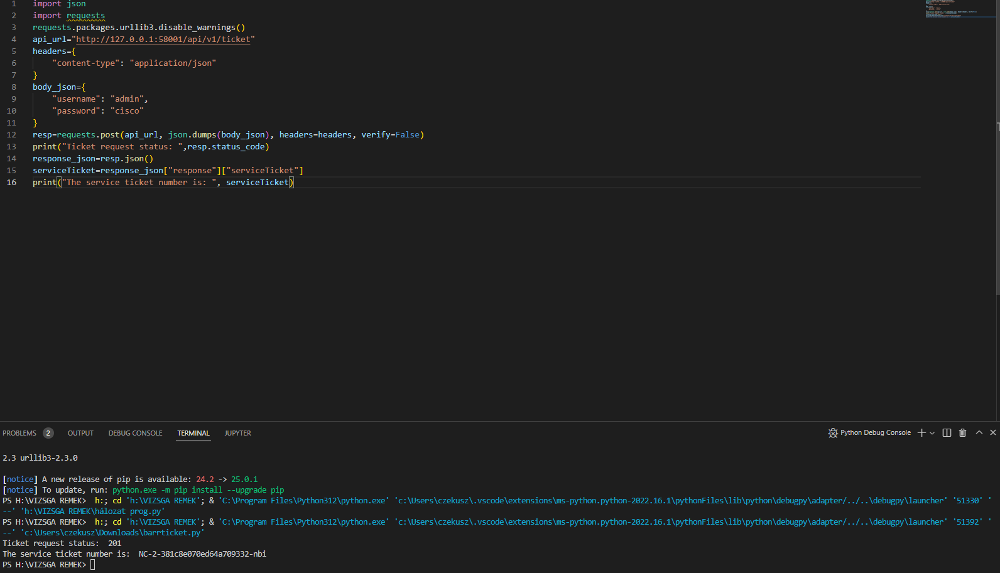 1 import json
2 import requests
3 requests.packages.urllib3.disable_warnings()
4 api_url="http://127.0.0.1:58001/api/v1/ticket"
5 headers={
6     "content-type": "application/json"
7 }
8 body_json={
9     "username": "admin",
10     "password": "cisco"
11 }
12 resp=requests.post(api_url, json.dumps(body_json), headers=headers, verify=False)
13 print("Ticket request status: ",resp.status_code)
14 response_json=resp.json()
15 serviceTicket=response_json["response"]["serviceTicket"]
16 print("The service ticket number is: ", serviceTicket)
PROBLEMS 2 OUTPUT DEBUG CONSOLE TERMINAL JUPYTER Python Debug Console
2.3 urllib3-2.3.0
[notice] A new release of pip is available: 24.2 -> 25.0.1
[notice] To update, run: python.exe -m pip install --upgrade pip
PS H:\VIZSGA REMEK>  h:; cd 'h:\VIZSGA REMEK'; & 'C:\Program Files\Python312\python.exe' 'c:\Users\czekusz\.vscode\extensions\ms-python.python-2022.16.1\pythonFiles\lib\python\debugpy\adapter/../..\debugpy\launcher' '51330' '
--' 'h:\VIZSGA REMEK\hálozat prog.py'
PS H:\VIZSGA REMEK>  h:; cd 'h:\VIZSGA REMEK'; & 'C:\Program Files\Python312\python.exe' 'c:\Users\czekusz\.vscode\extensions\ms-python.python-2022.16.1\pythonFiles\lib\python\debugpy\adapter/../..\debugpy\launcher' '51392' '
--' 'c:\Users\czekusz\Downloads\barrticket.py'
Ticket request status:  201
The service ticket number is:  NC-2-381c8e070ed64a709332-nbi
PS H:\VIZSGA REMEK>